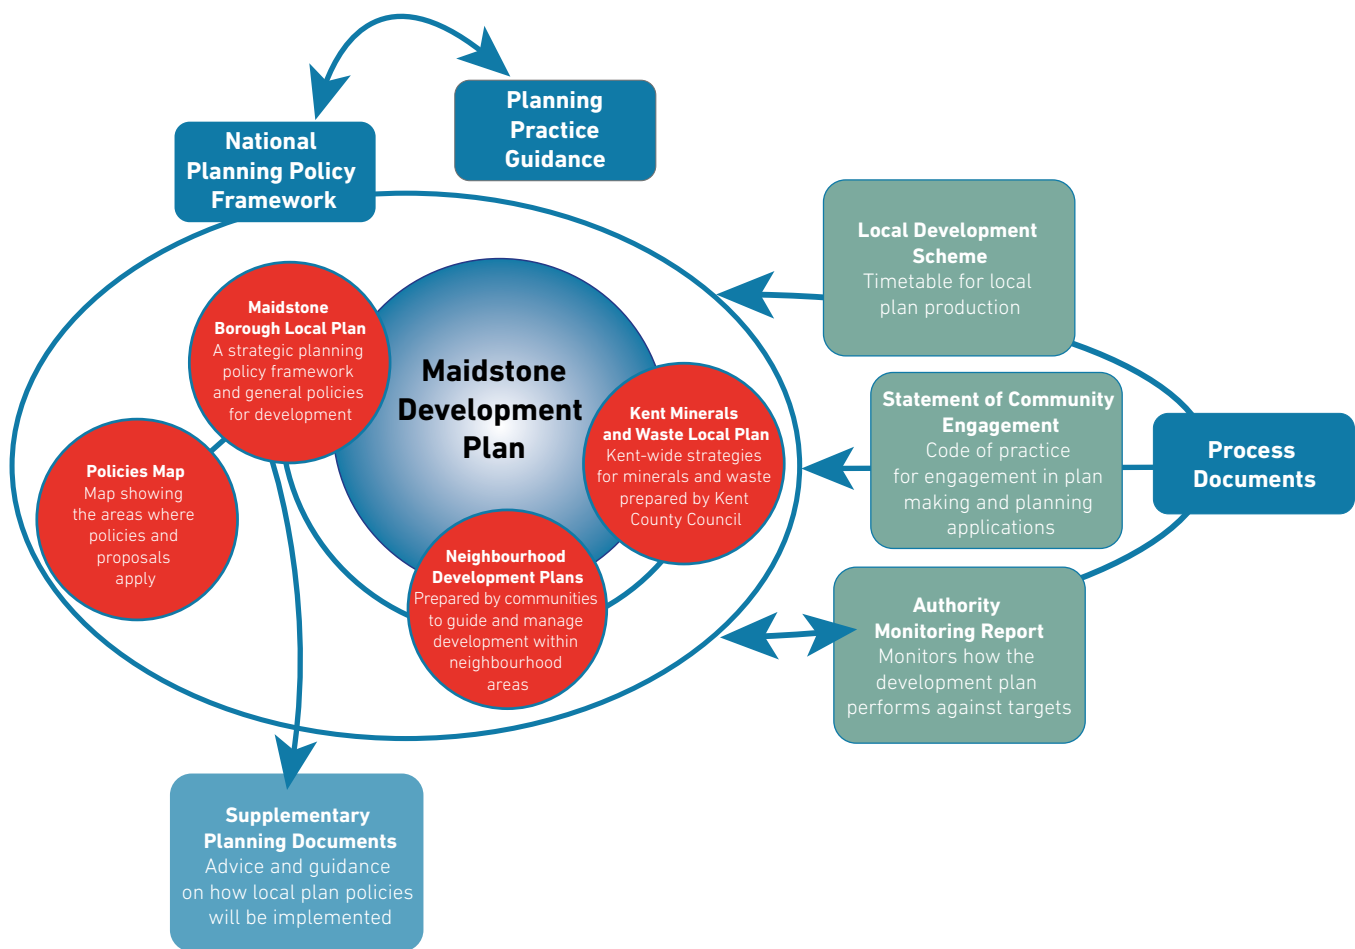 Planning
Practice
Guidance
National
Planning Policy
Framework
Local Development
Scheme
Timetable for local
plan production
Maidstone
Borough Local Plan
A strategic planning
policy framework
and general policies
for development
Maidstone
Development
Plan
Kent Minerals
and Waste Local Plan
Kent-wide strategies
for minerals and waste
prepared by Kent
County Council
Statement of Community
Engagement
Code of practice
for engagement in plan
making and planning
applications
Process
Documents
Policies Map
Map showing
the areas where
policies and
proposals
apply
Neighbourhood
Development Plans
Prepared by communities
to guide and manage
development within
neighbourhood
areas
Authority
Monitoring Report
Monitors how the
development plan
performs against targets
Supplementary
Planning Documents
Advice and guidance
on how local plan policies
will be implemented